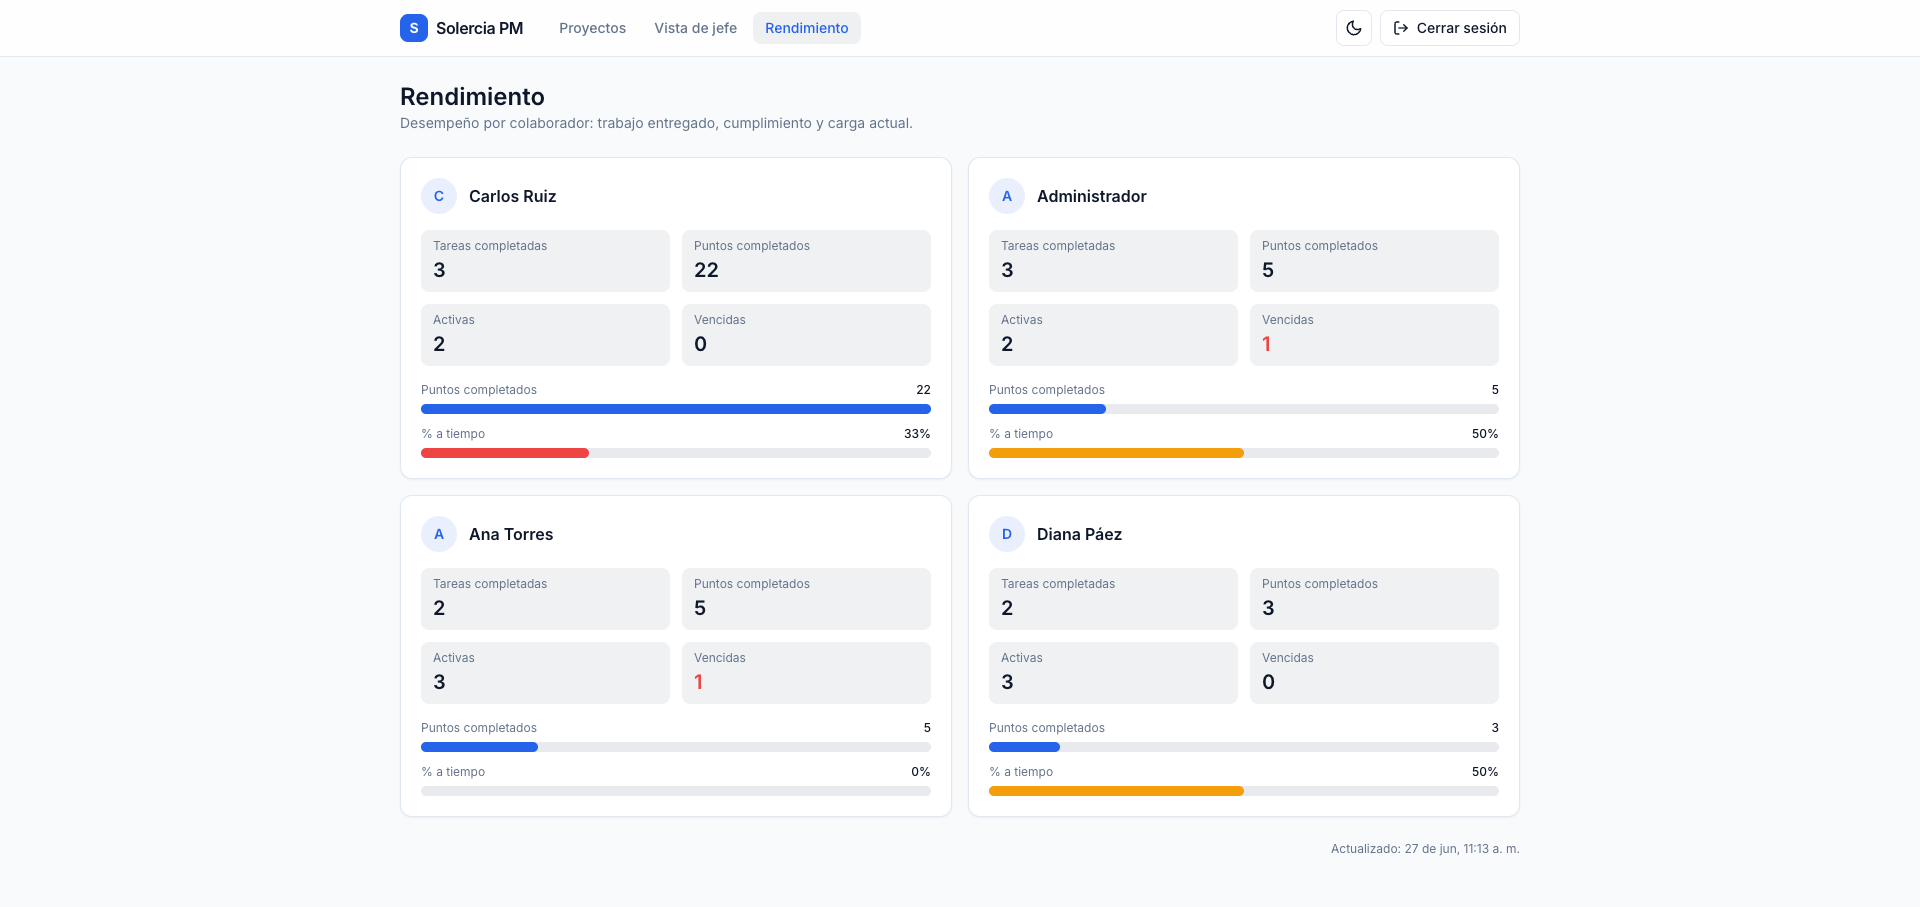 S Solercia PM Proyectos Vista de jefe Rendimiento Cerrar sesión
Rendimiento
Desempeño por colaborador: trabajo entregado, cumplimiento y carga actual.
C Carlos Ruiz
Tareas completadas Puntos completados
3 22
Activas Vencidas
2 0
Puntos completados 22
% a tiempo 33%
A Administrador
Tareas completadas Puntos completados
3 5
Activas Vencidas
2 1
Puntos completados 5
% a tiempo 50%
A Ana Torres
Tareas completadas Puntos completados
2 5
Activas Vencidas
3 1
Puntos completados 5
% a tiempo 0%
D Diana Páez
Tareas completadas Puntos completados
2 3
Activas Vencidas
3 0
Puntos completados 3
% a tiempo 50%
Actualizado: 27 de jun, 11:13 a. m.